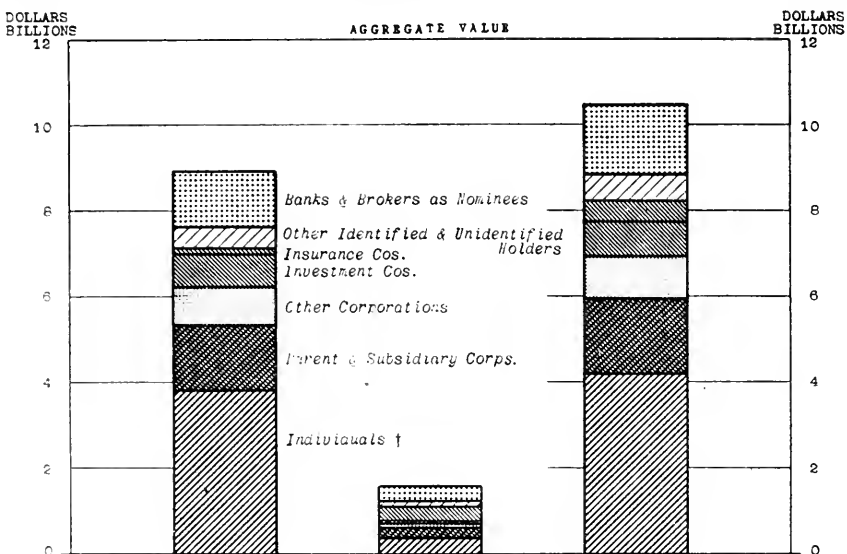 DOLLARS
BILLIONS
AGGREGATE VALUE
DOLLARS
BILLIONS
12
10
8
6
4
2
0
12
10
8
6
4
2
0
Banks & Brokers as Nominees
Other Identified & Unidentified
Holders
Insurance Cos.
Investment Cos.
Other Corporations
Parent & Subsidiary Corps.
Individuals †